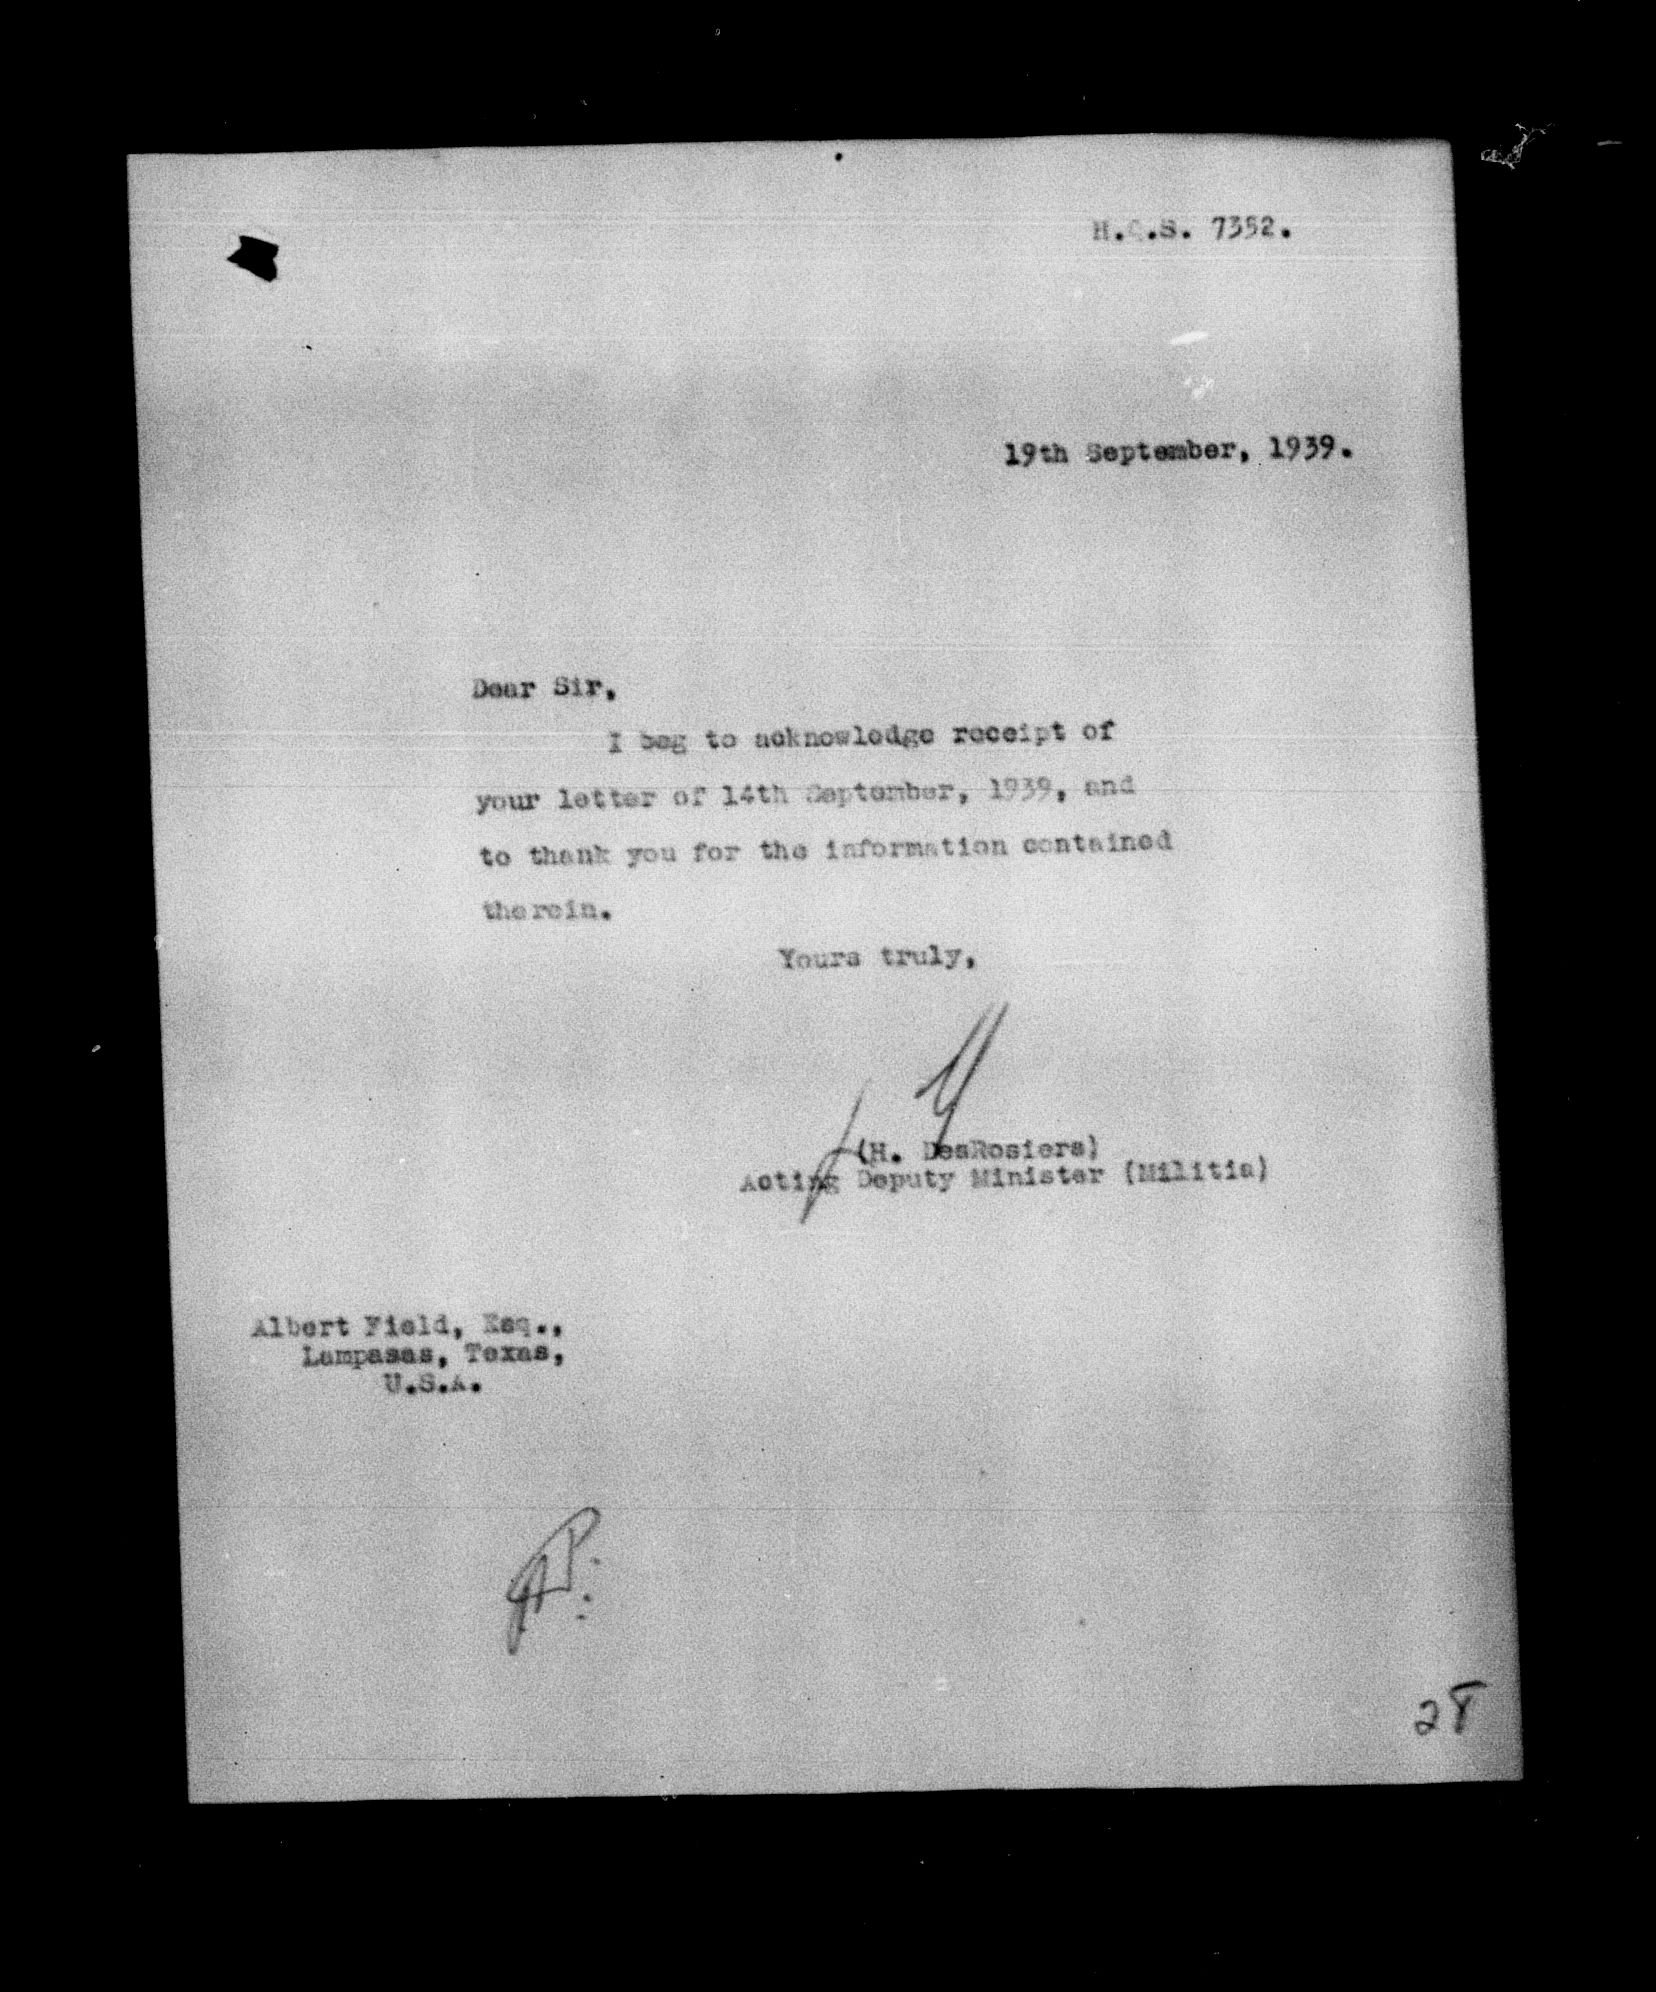 H.Q.S. 7352.
19th September, 1939.
Dear Sir,
I beg to acknowledge receipt of
your letter of 14th September, 1939, and
to thank you for the information contained
therein.
Yours truly,
(H. DesRosiers)
Acting Deputy Minister (Militia)
Albert Field, Esq.,
Lampasas, Texas,
U.S.A.
28